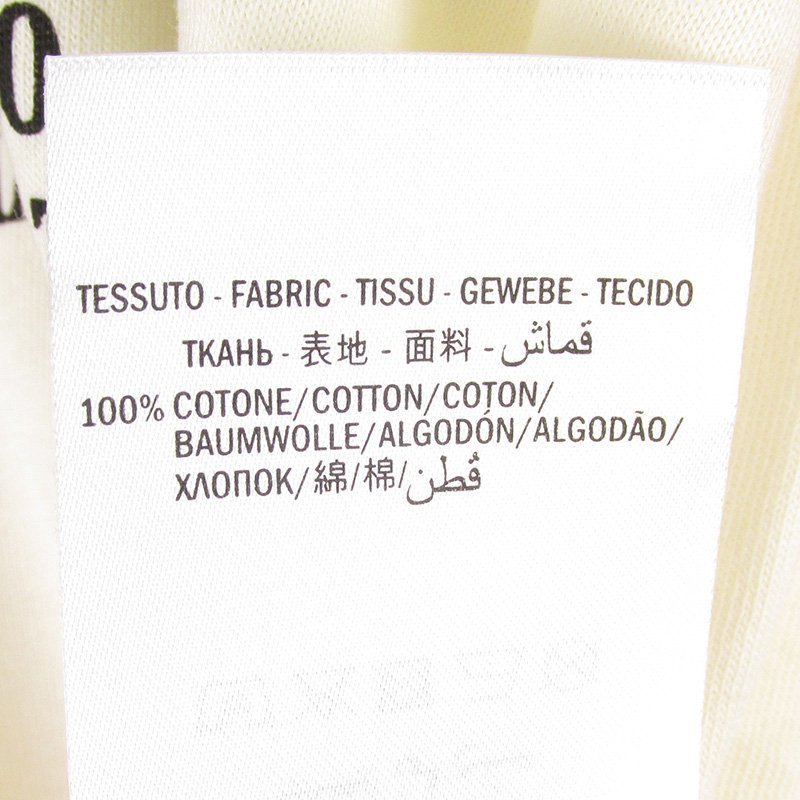 TESSUTO - FABRIC - TISSU - GEWEBE - TECIDO
ТКАНЬ - 表地 - 面料 - قماش
100% COTONE/COTTON/COTON/
BAUMWOLLE/ALGODÓN/ALGODÃO/
ХЛОПОК/綿/棉/قُطن